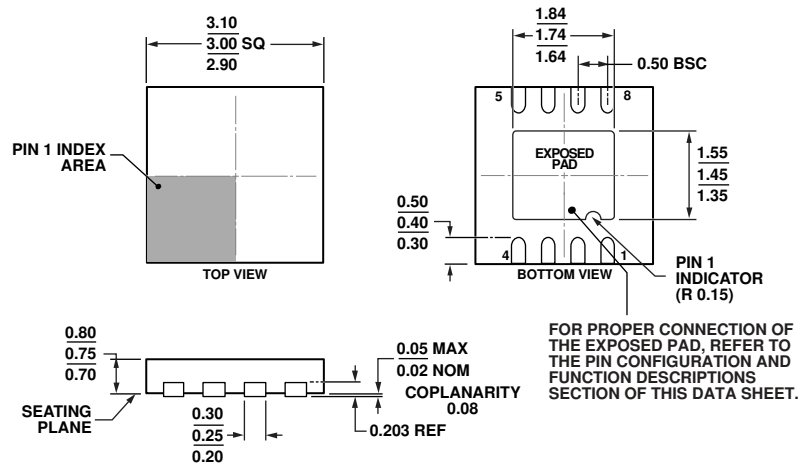 3.10
3.00 SQ
2.90
1.84
1.74
1.64
0.50 BSC
PIN 1 INDEX
AREA
5
8
EXPOSED
PAD
1.55
1.45
1.35
0.50
0.40
0.30
4
1
TOP VIEW
BOTTOM VIEW
PIN 1
INDICATOR
(R 0.15)
FOR PROPER CONNECTION OF
THE EXPOSED PAD, REFER TO
THE PIN CONFIGURATION AND
FUNCTION DESCRIPTIONS
SECTION OF THIS DATA SHEET.
0.80
0.75
0.70
0.05 MAX
0.02 NOM
COPLANARITY
0.08
SEATING
PLANE
0.30
0.25
0.20
0.203 REF